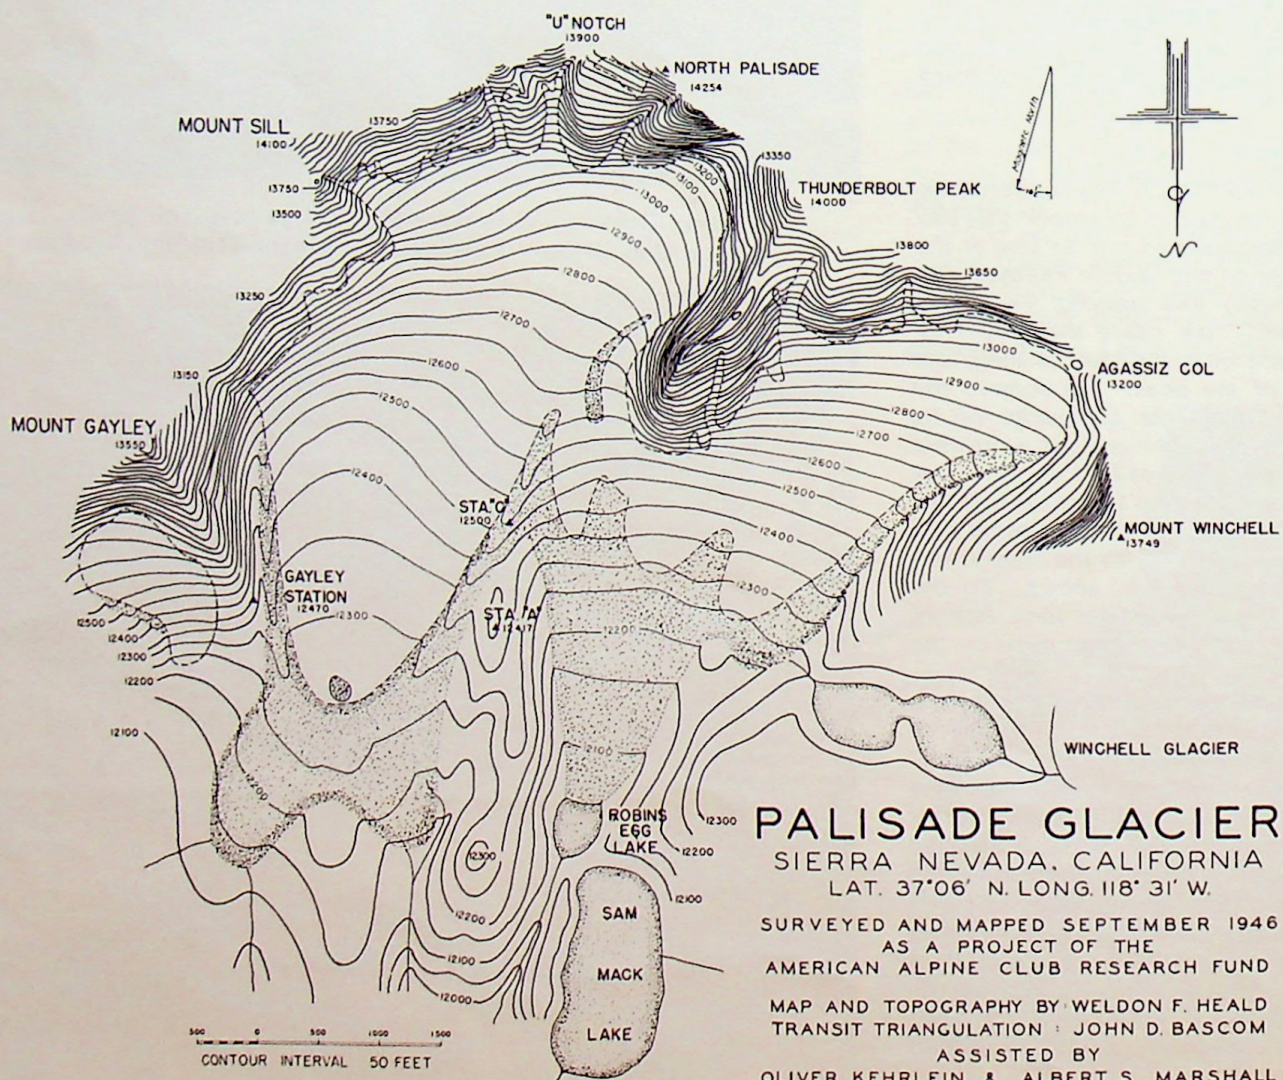 "U" NOTCH
13900
NORTH PALISADE
14254
MOUNT SILL
14100
13750
13750
13500
13350
THUNDERBOLT PEAK
14000
Magnetic North
N
13200
13100
13000
12900
12800
12700
12600
12500
12400
12300
13800
13650
13250
13150
MOUNT GAYLEY
13550
AGASSIZ COL
13200
13000
12900
12800
12700
12600
12500
12400
12300
12200
12100
STA. "C"
12500
MOUNT WINCHELL
13749
GAYLEY
STATION
12470
STA. "A"
12417
12500
12400
12300
12200
12100
WINCHELL GLACIER
ROBINS
EGG
LAKE
12300
12200
12100
12300
12200
12100
12000
SAM
MACK
LAKE
PALISADE GLACIER
SIERRA NEVADA, CALIFORNIA
LAT. 37°06' N. LONG. 118° 31' W.
SURVEYED AND MAPPED SEPTEMBER 1946
AS A PROJECT OF THE
AMERICAN ALPINE CLUB RESEARCH FUND
MAP AND TOPOGRAPHY BY: WELDON F. HEALD
TRANSIT TRIANGULATION: JOHN D. BASCOM
ASSISTED BY
OLIVER KEHRLEIN & ALBERT S. MARSHALL
500 0 500 1000 1500
CONTOUR INTERVAL 50 FEET